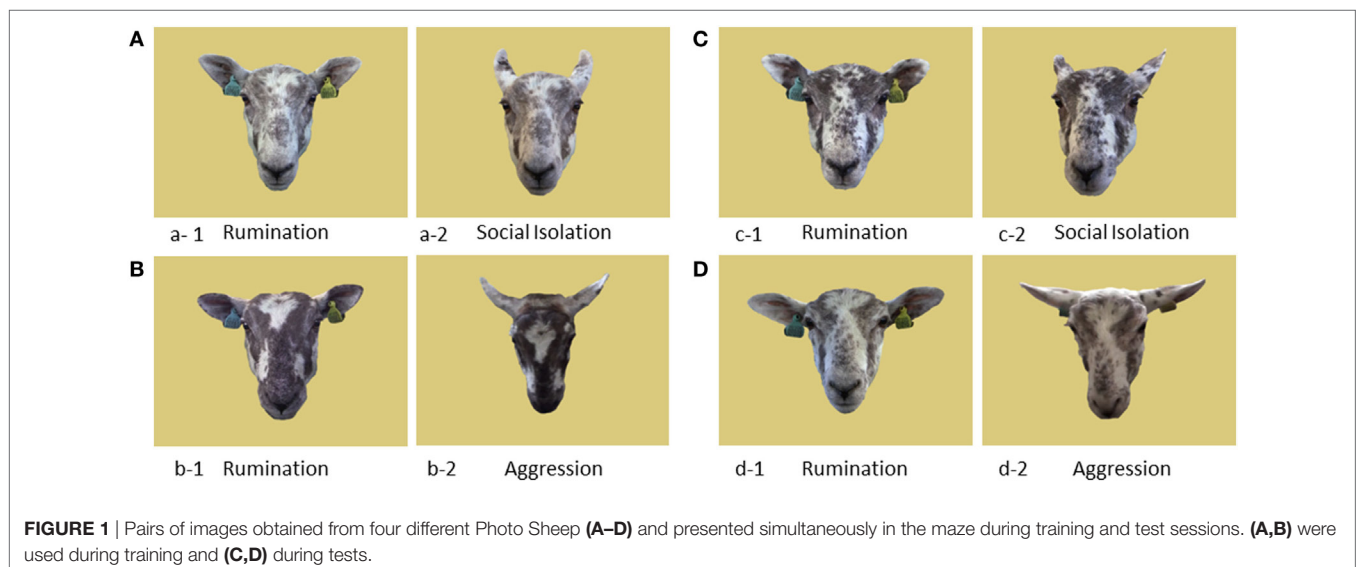 A
C
a- 1 Rumination
a-2 Social Isolation
c-1 Rumination
c-2 Social Isolation
B
D
b-1 Rumination
b-2 Aggression
d-1 Rumination
d-2 Aggression
FIGURE 1 | Pairs of images obtained from four different Photo Sheep (A–D) and presented simultaneously in the maze during training and test sessions. (A,B) were
used during training and (C,D) during tests.